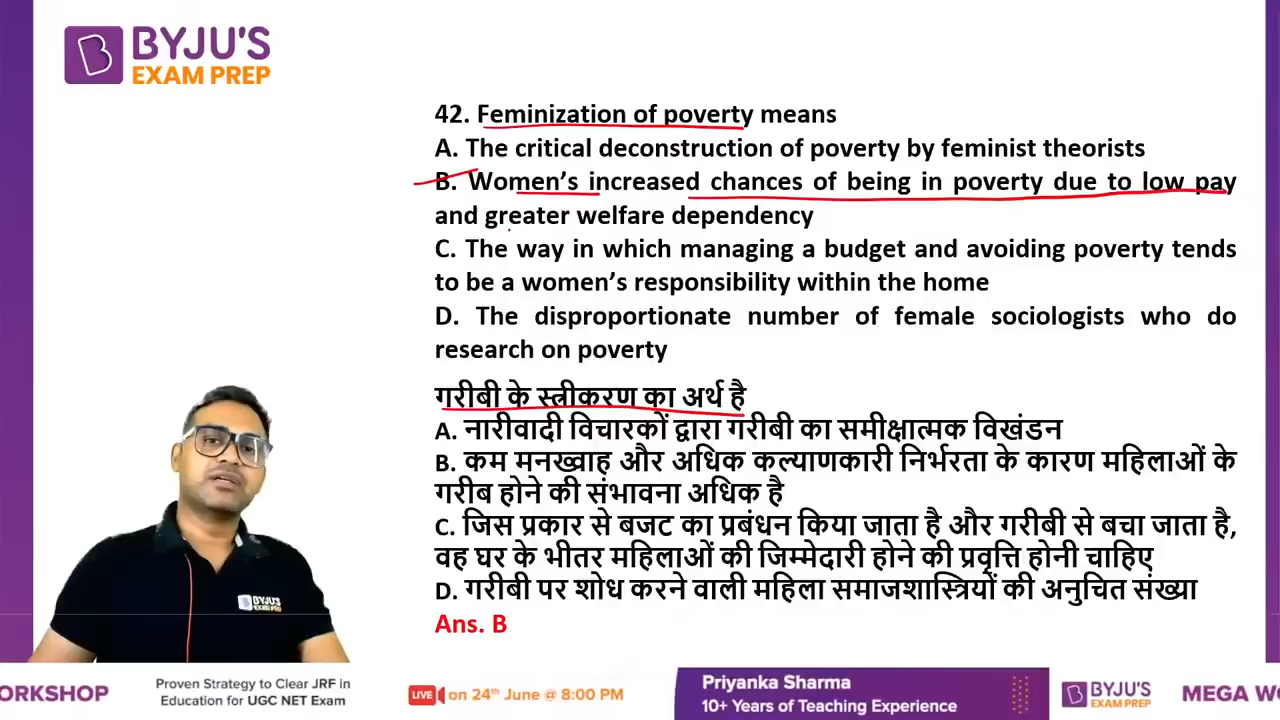 BYJU'S
EXAM PREP
42. Feminization of poverty means
A. The critical deconstruction of poverty by feminist theorists
B. Women's increased chances of being in poverty due to low pay
and greater welfare dependency
C. The way in which managing a budget and avoiding poverty tends
to be a women's responsibility within the home
D. The disproportionate number of female sociologists who do
research on poverty
गरीबी के स्त्रीकरण का अर्थ है
A. नारीवादी विचारकों द्वारा गरीबी का समीक्षात्मक विखंडन
B. कम मनख्वाह और अधिक कल्याणकारी निर्भरता के कारण महिलाओं के
गरीब होने की संभावना अधिक है
C. जिस प्रकार से बजट का प्रबंधन किया जाता है और गरीबी से बचा जाता है,
वह घर के भीतर महिलाओं की जिम्मेदारी होने की प्रवृत्ति होनी चाहिए
D. गरीबी पर शोध करने वाली महिला समाजशास्त्रियों की अनुचित संख्या
Ans. B
BYJU'S
EXAM PREP
ORKSHOP
Proven Strategy to Clear JRF in
Education for UGC NET Exam
LIVE on 24th June @ 8:00 PM
Priyanka Sharma
10+ Years of Teaching Experience
BYJU'S
EXAM PREP
MEGA WO